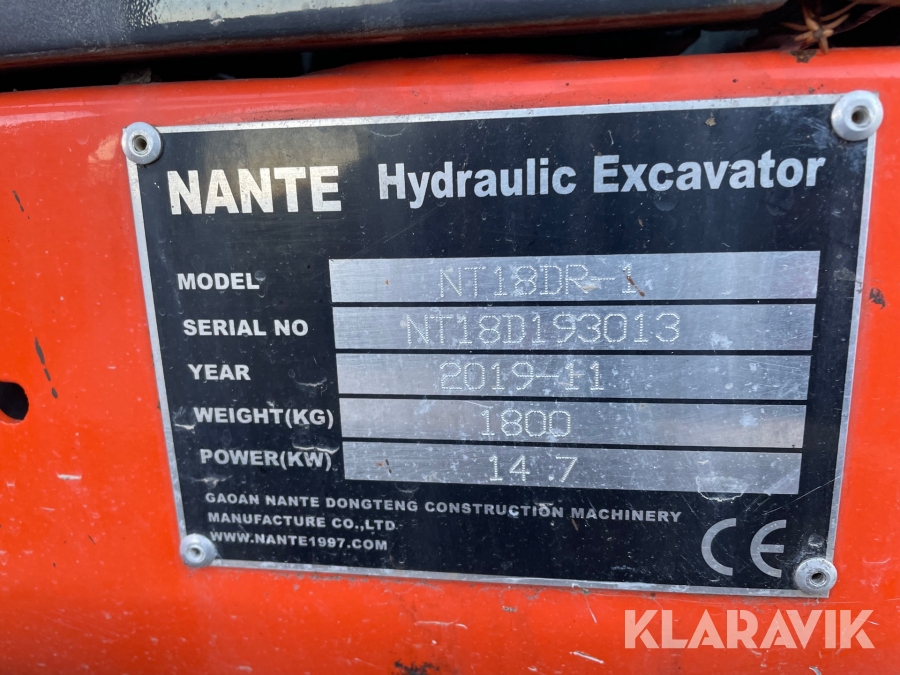 NANTE Hydraulic Excavator
MODEL NT18DR-1
SERIAL NO NT18D193013
YEAR 2019-11
WEIGHT(KG) 1800
POWER(KW) 14.7
GAOAN NANTE DONGTENG CONSTRUCTION MACHINERY
MANUFACTURE CO.,LTD
WWW.NANTE1997.COM
CE
KLARAVIK